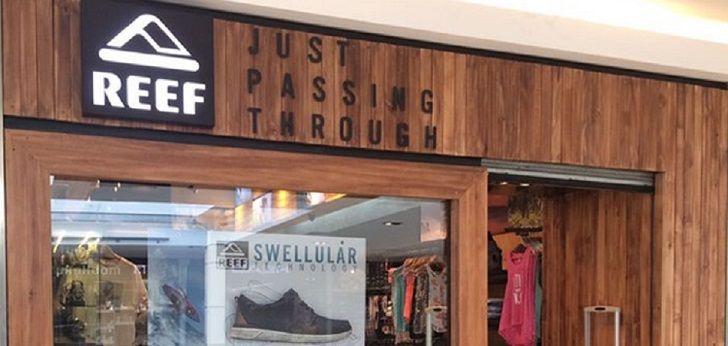 REEF
JUST
PASSING
THROUGH
REEF
SWELLULAR
TECHNOLOGY